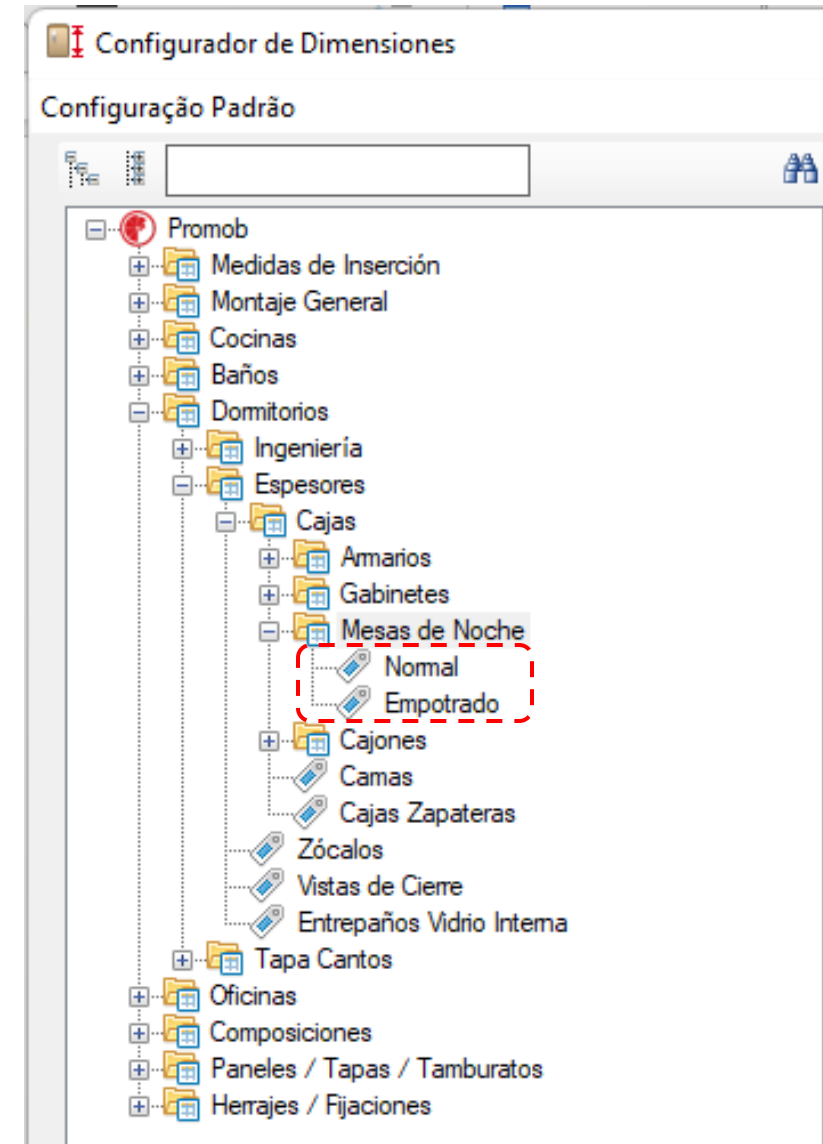 Configurador de Dimensiones
Configuração Padrão
Promob
Medidas de Inserción
Montaje General
Cocinas
Baños
Dormitorios
Ingeniería
Espesores
Cajas
Armarios
Gabinetes
Mesas de Noche
Normal
Empotrado
Cajones
Camas
Cajas Zapateras
Zócalos
Vistas de Cierre
Entrepaños Vidrio Interna
Tapa Cantos
Oficinas
Composiciones
Paneles / Tapas / Tamburatos
Herrajes / Fijaciones